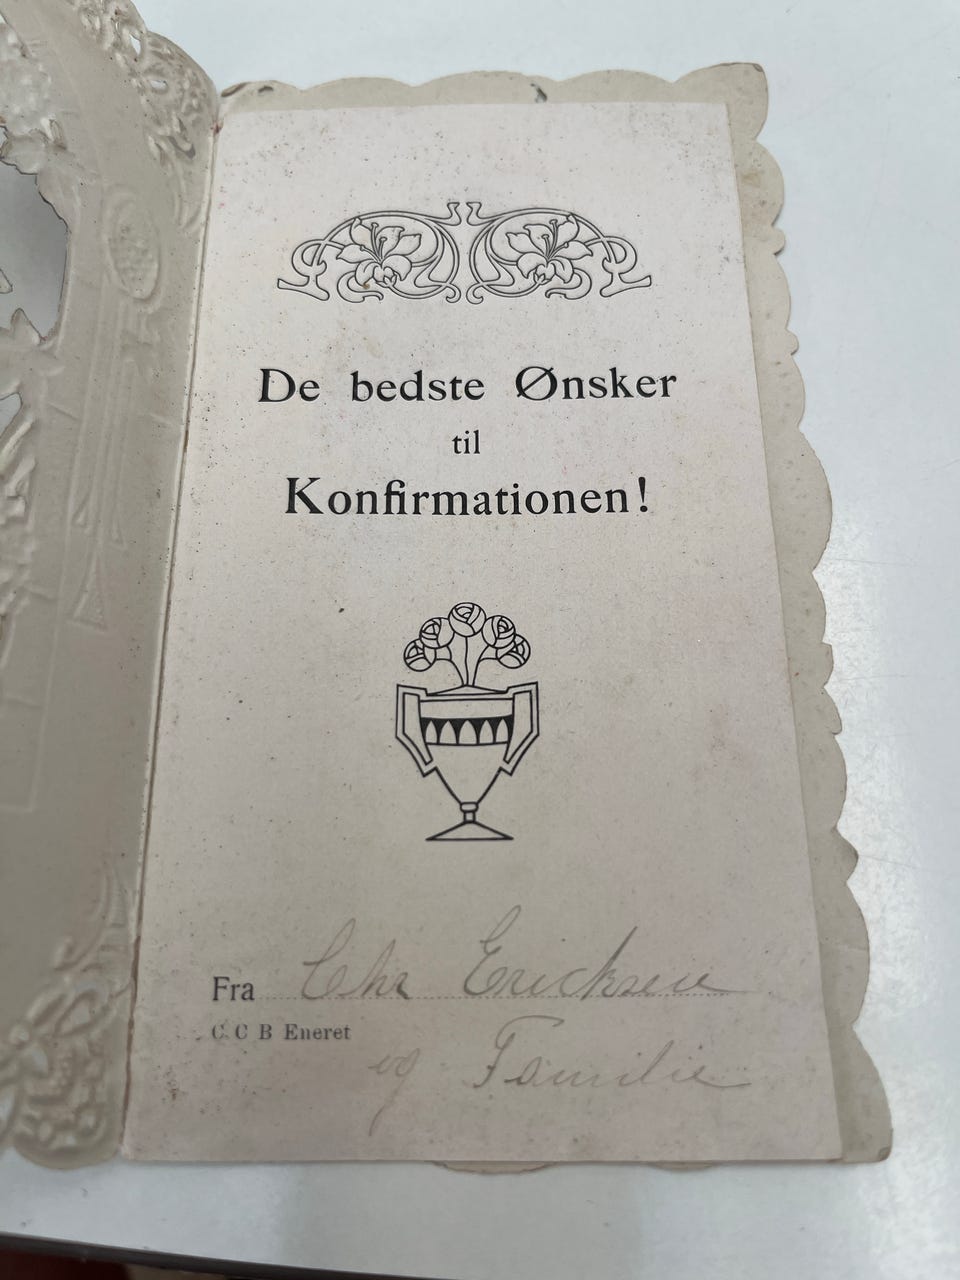 De bedste Ønsker
til
Konfirmationen!
Fra Chr Ericksen
C C B Eneret
og Familie